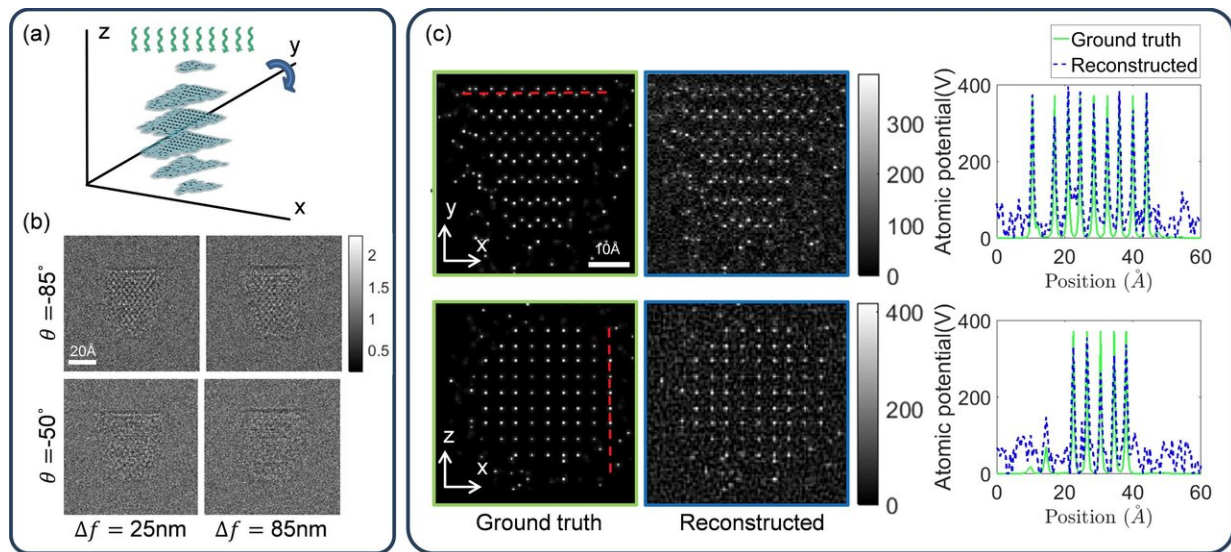 (a)
z
y
x
(b)
2
1.5
1
0.5
θ =-85°
20Å
θ =-50°
Δf = 25nm
Δf = 85nm
(c)
Ground truth
Reconstructed
y
x
10Å
300
200
100
0
Atomic potential(V)
400
200
0
0
20
40
60
Position (Å)
z
x
400
200
0
Atomic potential(V)
400
200
0
0
20
40
60
Position (Å)
Ground truth
Reconstructed